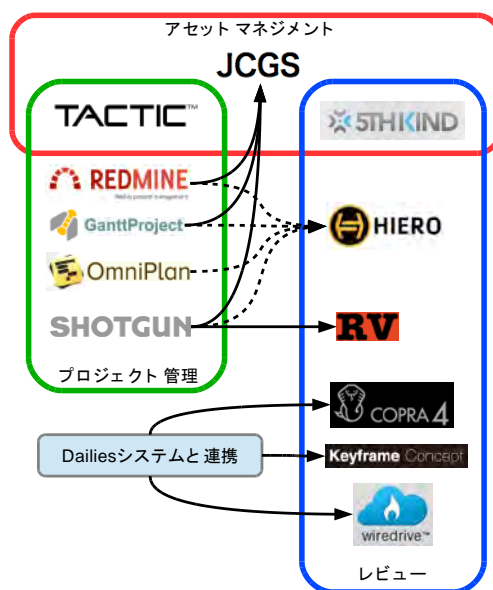 アセット マネジメント
JCGS
TACTIC™
5THKIND
REDMINE
GanttProject
HIERO
OmniPlan
SHOTGUN
RV
プロジェクト 管理
COPRA 4
Dailiesシステムと 連携
Keyframe Concept
wiredrive™
レビュー